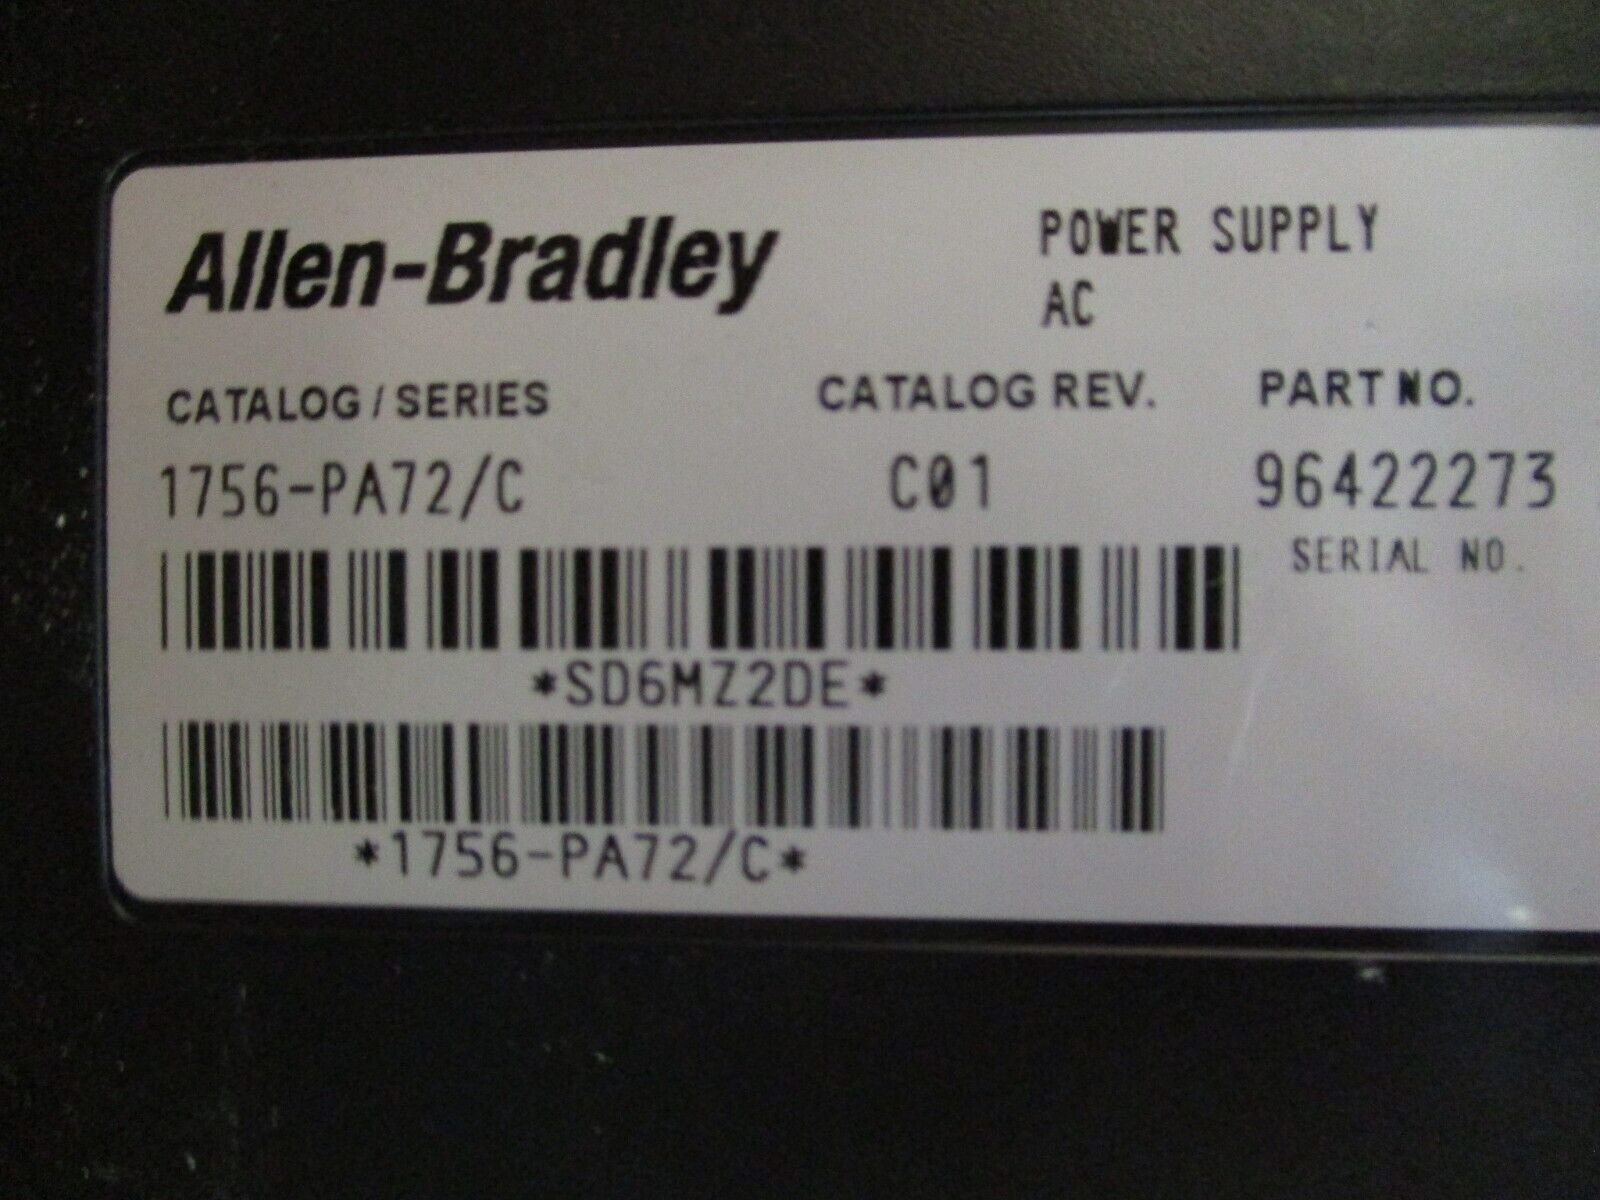 Allen-Bradley
POWER SUPPLY
AC
CATALOG / SERIES CATALOG REV. PART NO.
1756-PA72/C C01 96422273
SERIAL NO.
*SD6MZ2DE*
*1756-PA72/C*